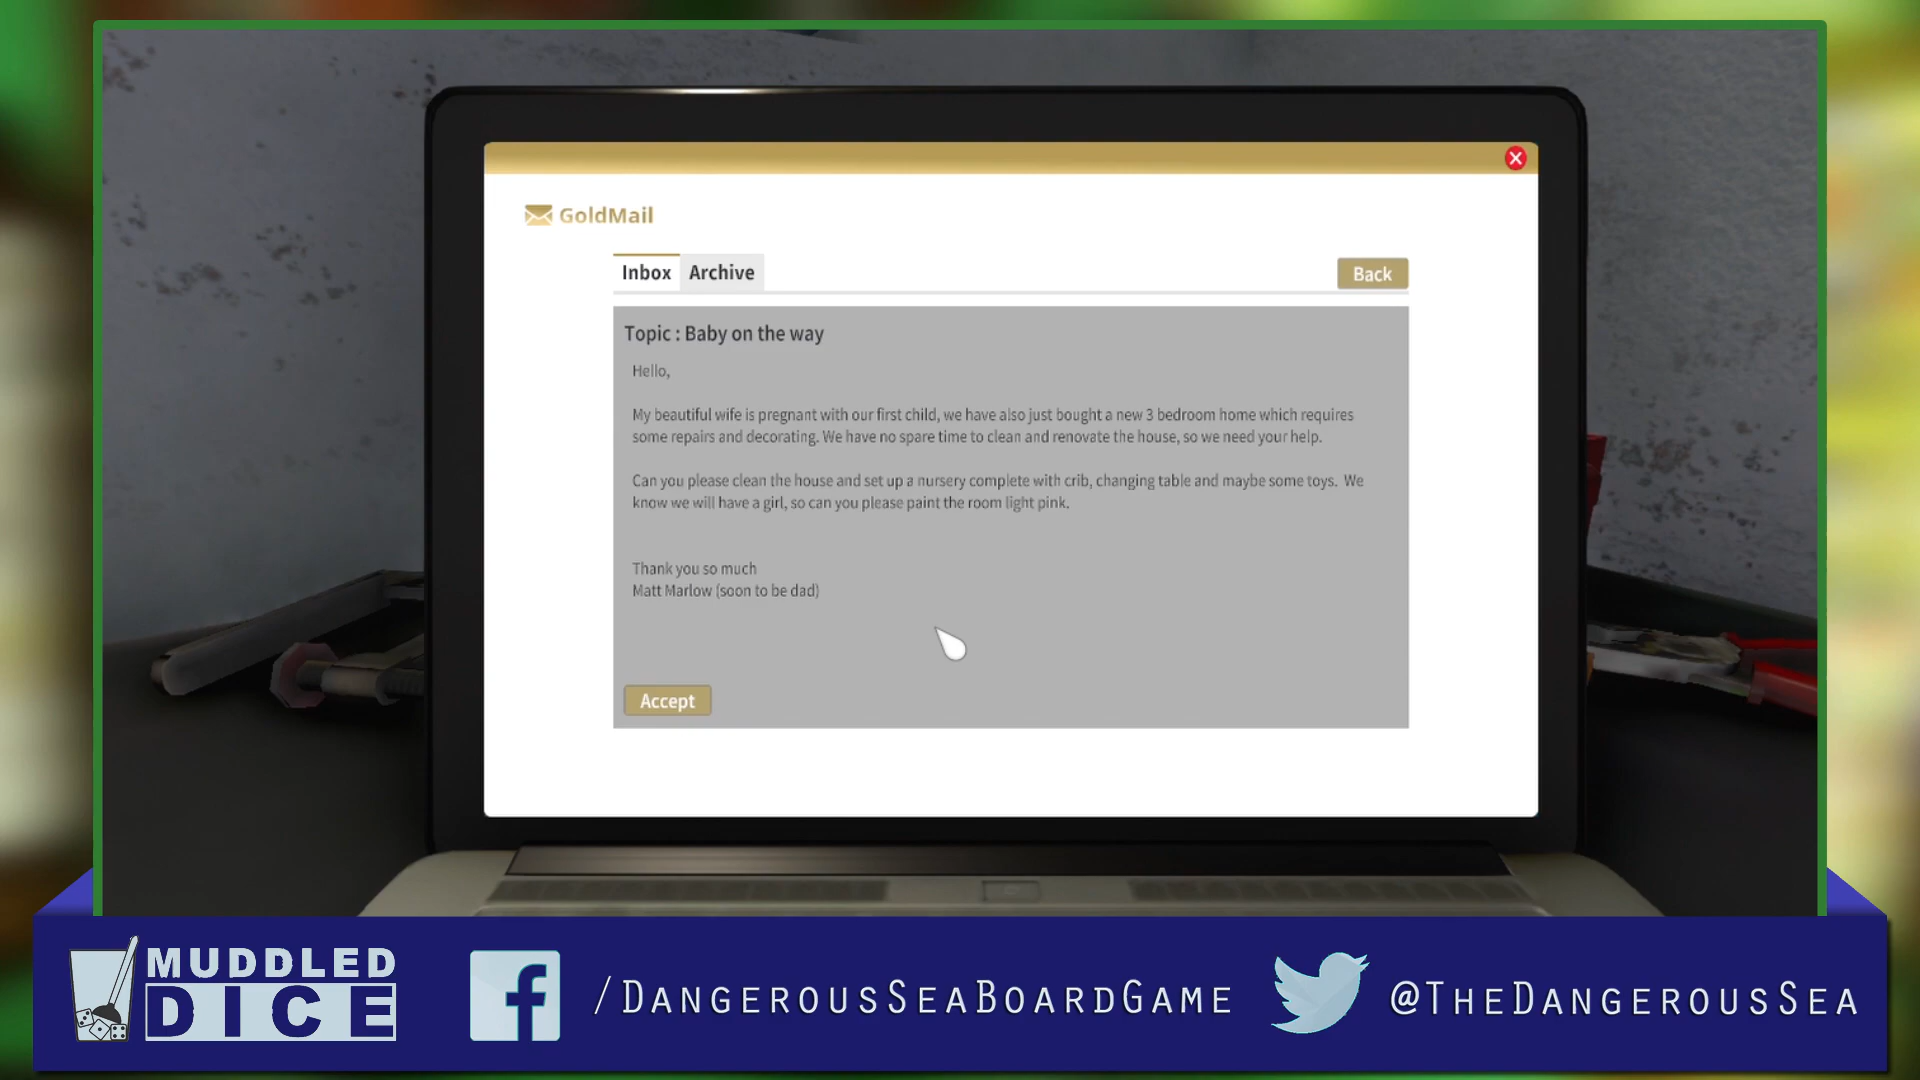 GoldMail
Inbox
Archive
Back
Topic : Baby on the way
Hello,
My beautiful wife is pregnant with our first child, we have also just bought a new 3 bedroom home which requires
some repairs and decorating. We have no spare time to clean and renovate the house, so we need your help.
Can you please clean the house and set up a nursery complete with crib, changing table and maybe some toys. We
know we will have a girl, so can you please paint the room light pink.
Thank you so much
Matt Marlow (soon to be dad)
Accept
MUDDLED
DICE
/DANGEROUSSEABOARDGAME
@THEDANGEROUSSEA